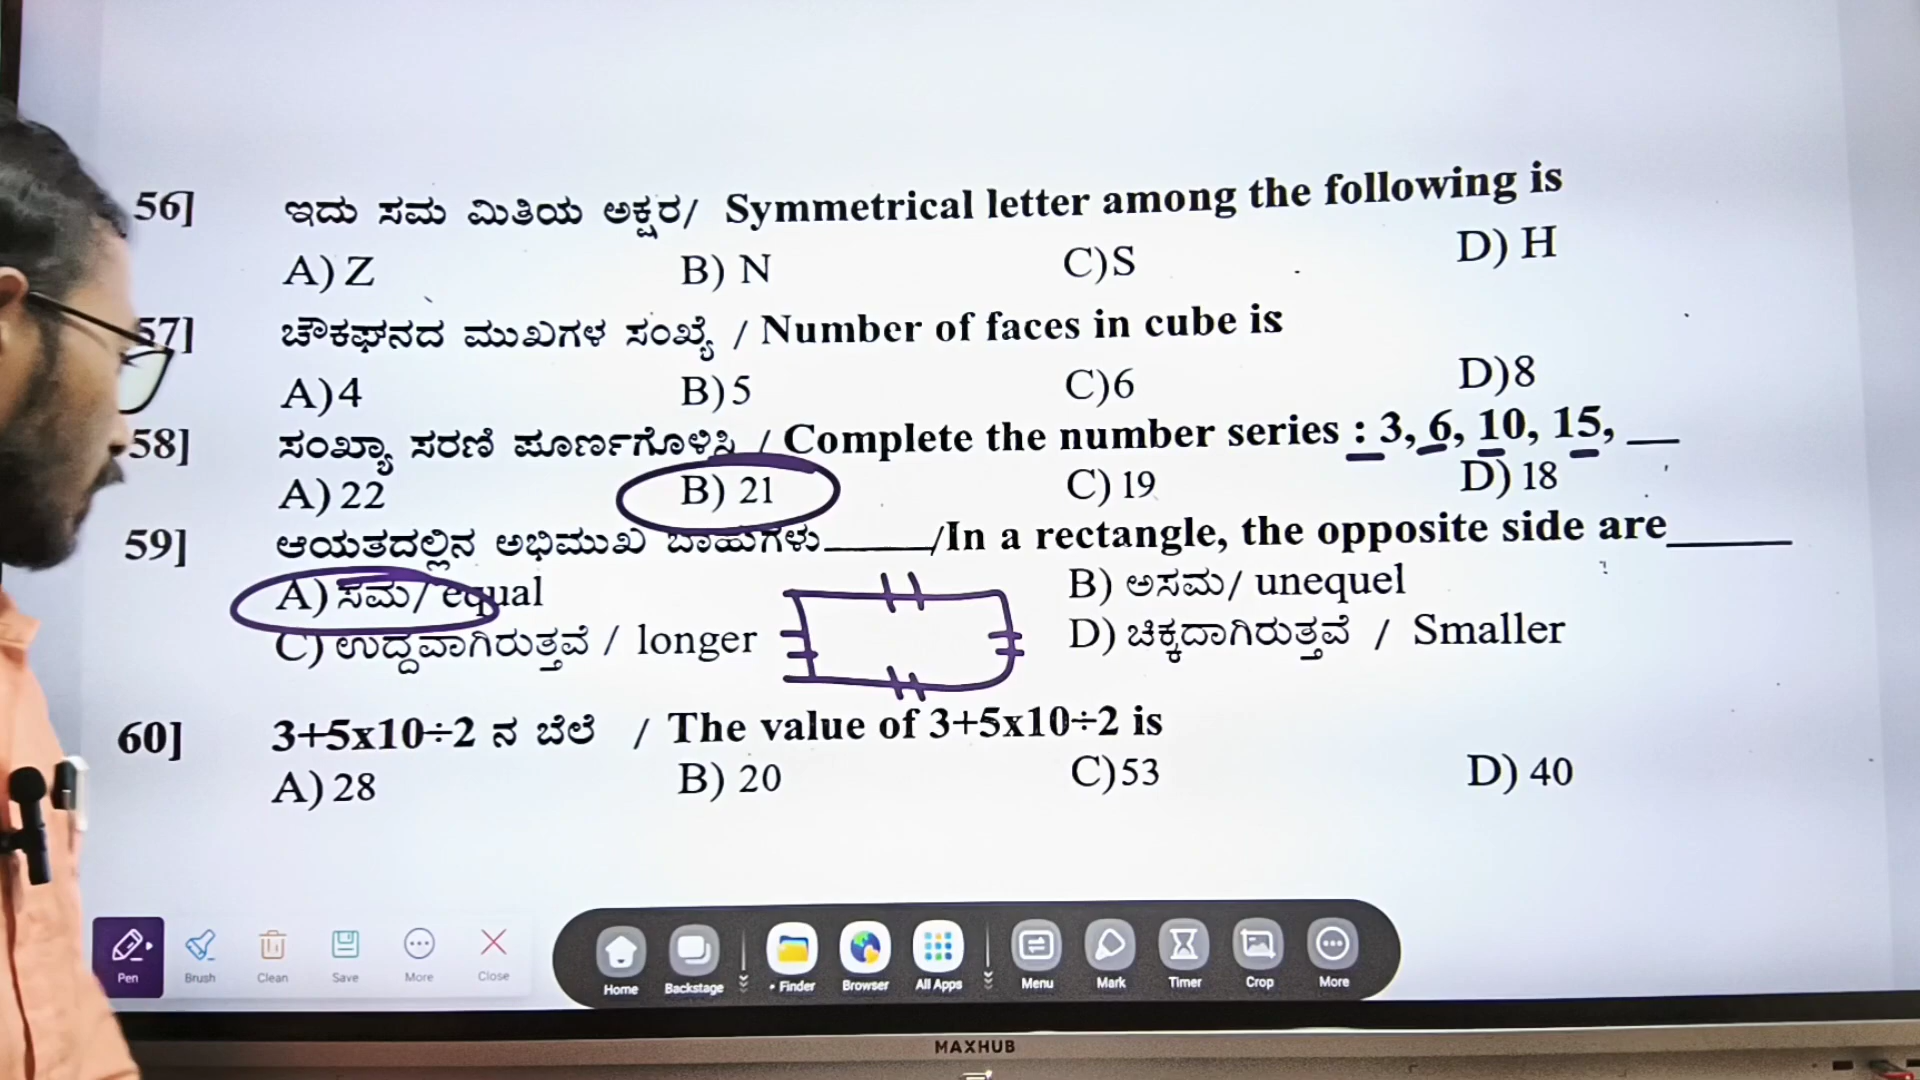 56] ಇದು ಸಮ ಮಿತಿಯ ಅಕ್ಷರ/ Symmetrical letter among the following is
A) Z B) N C)S D) H
57] ಚೌಕಘನದ ಮುಖಗಳ ಸಂಖ್ಯೆ / Number of faces in cube is
A)4 B)5 C)6 D)8
58] ಸಂಖ್ಯಾ ಸರಣಿ ಪೂರ್ಣಗೊಳಿಸಿ / Complete the number series : 3, 6, 10, 15, __
A) 22 B) 21 C) 19 D) 18
59] ಆಯತದಲ್ಲಿನ ಅಭಿಮುಖ ಬಾಹುಗಳು_____/In a rectangle, the opposite side are_____
A) ಸಮ/ equal B) ಅಸಮ/ unequel
C) ಉದ್ದವಾಗಿರುತ್ತವೆ / longer D) ಚಿಕ್ಕದಾಗಿರುತ್ತವೆ / Smaller
60] 3+5x10÷2 ನ ಬೆಲೆ / The value of 3+5x10÷2 is
A) 28 B) 20 C)53 D) 40
Pen Brush Clean Save More Close Home Backstage • Finder Browser All Apps Menu Mark Timer Crop More
MAXHUB